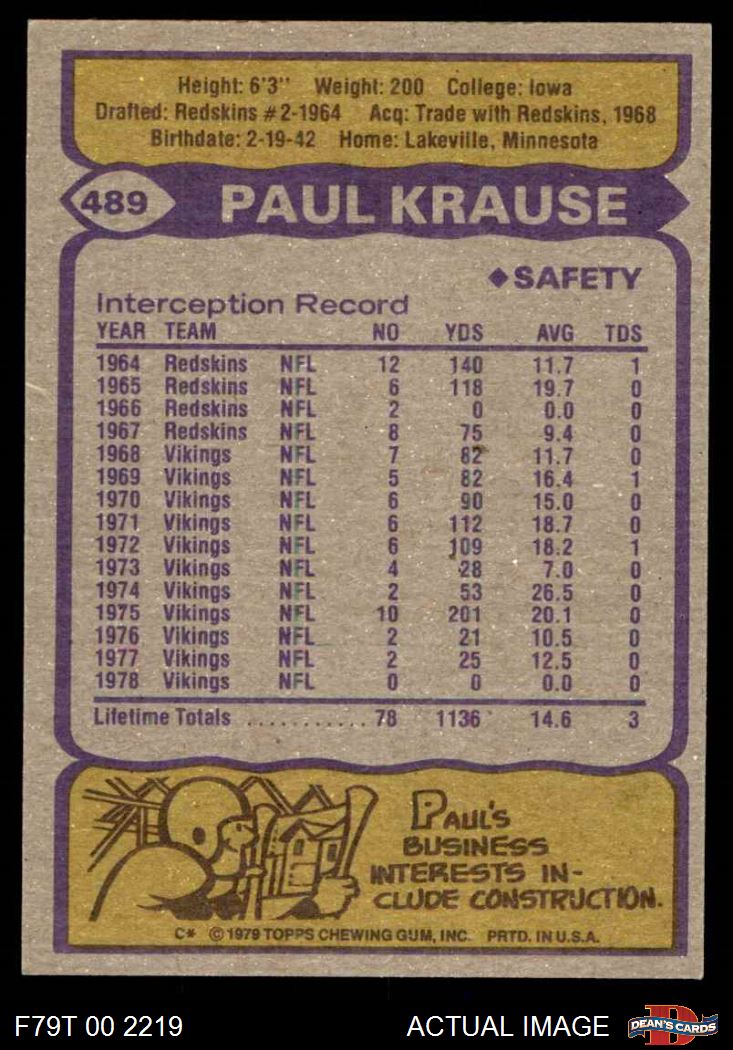 Height: 6'3" Weight: 200 College: Iowa
Drafted: Redskins #2-1964 Acq: Trade with Redskins, 1968
Birthdate: 2-19-42 Home: Lakeville, Minnesota
489 PAUL KRAUSE
◆SAFETY
Interception Record
YEAR TEAM NO YDS AVG TDS
1964 Redskins NFL 12 140 11.7 1
1965 Redskins NFL 6 118 19.7 0
1966 Redskins NFL 2 0 0.0 0
1967 Redskins NFL 8 75 9.4 0
1968 Vikings NFL 7 82 11.7 0
1969 Vikings NFL 5 82 16.4 1
1970 Vikings NFL 6 90 15.0 0
1971 Vikings NFL 6 112 18.7 0
1972 Vikings NFL 6 109 18.2 1
1973 Vikings NFL 4 28 7.0 0
1974 Vikings NFL 2 53 26.5 0
1975 Vikings NFL 10 201 20.1 0
1976 Vikings NFL 2 21 10.5 0
1977 Vikings NFL 2 25 12.5 0
1978 Vikings NFL 0 0 0.0 0
Lifetime Totals ........... 78 1136 14.6 3
PAUL'S
BUSINESS
INTERESTS IN-
CLUDE CONSTRUCTION.
C* © 1979 TOPPS CHEWING GUM, INC. PRTD. IN U.S.A.
F79T 00 2219 ACTUAL IMAGE D DEAN'S CARDS